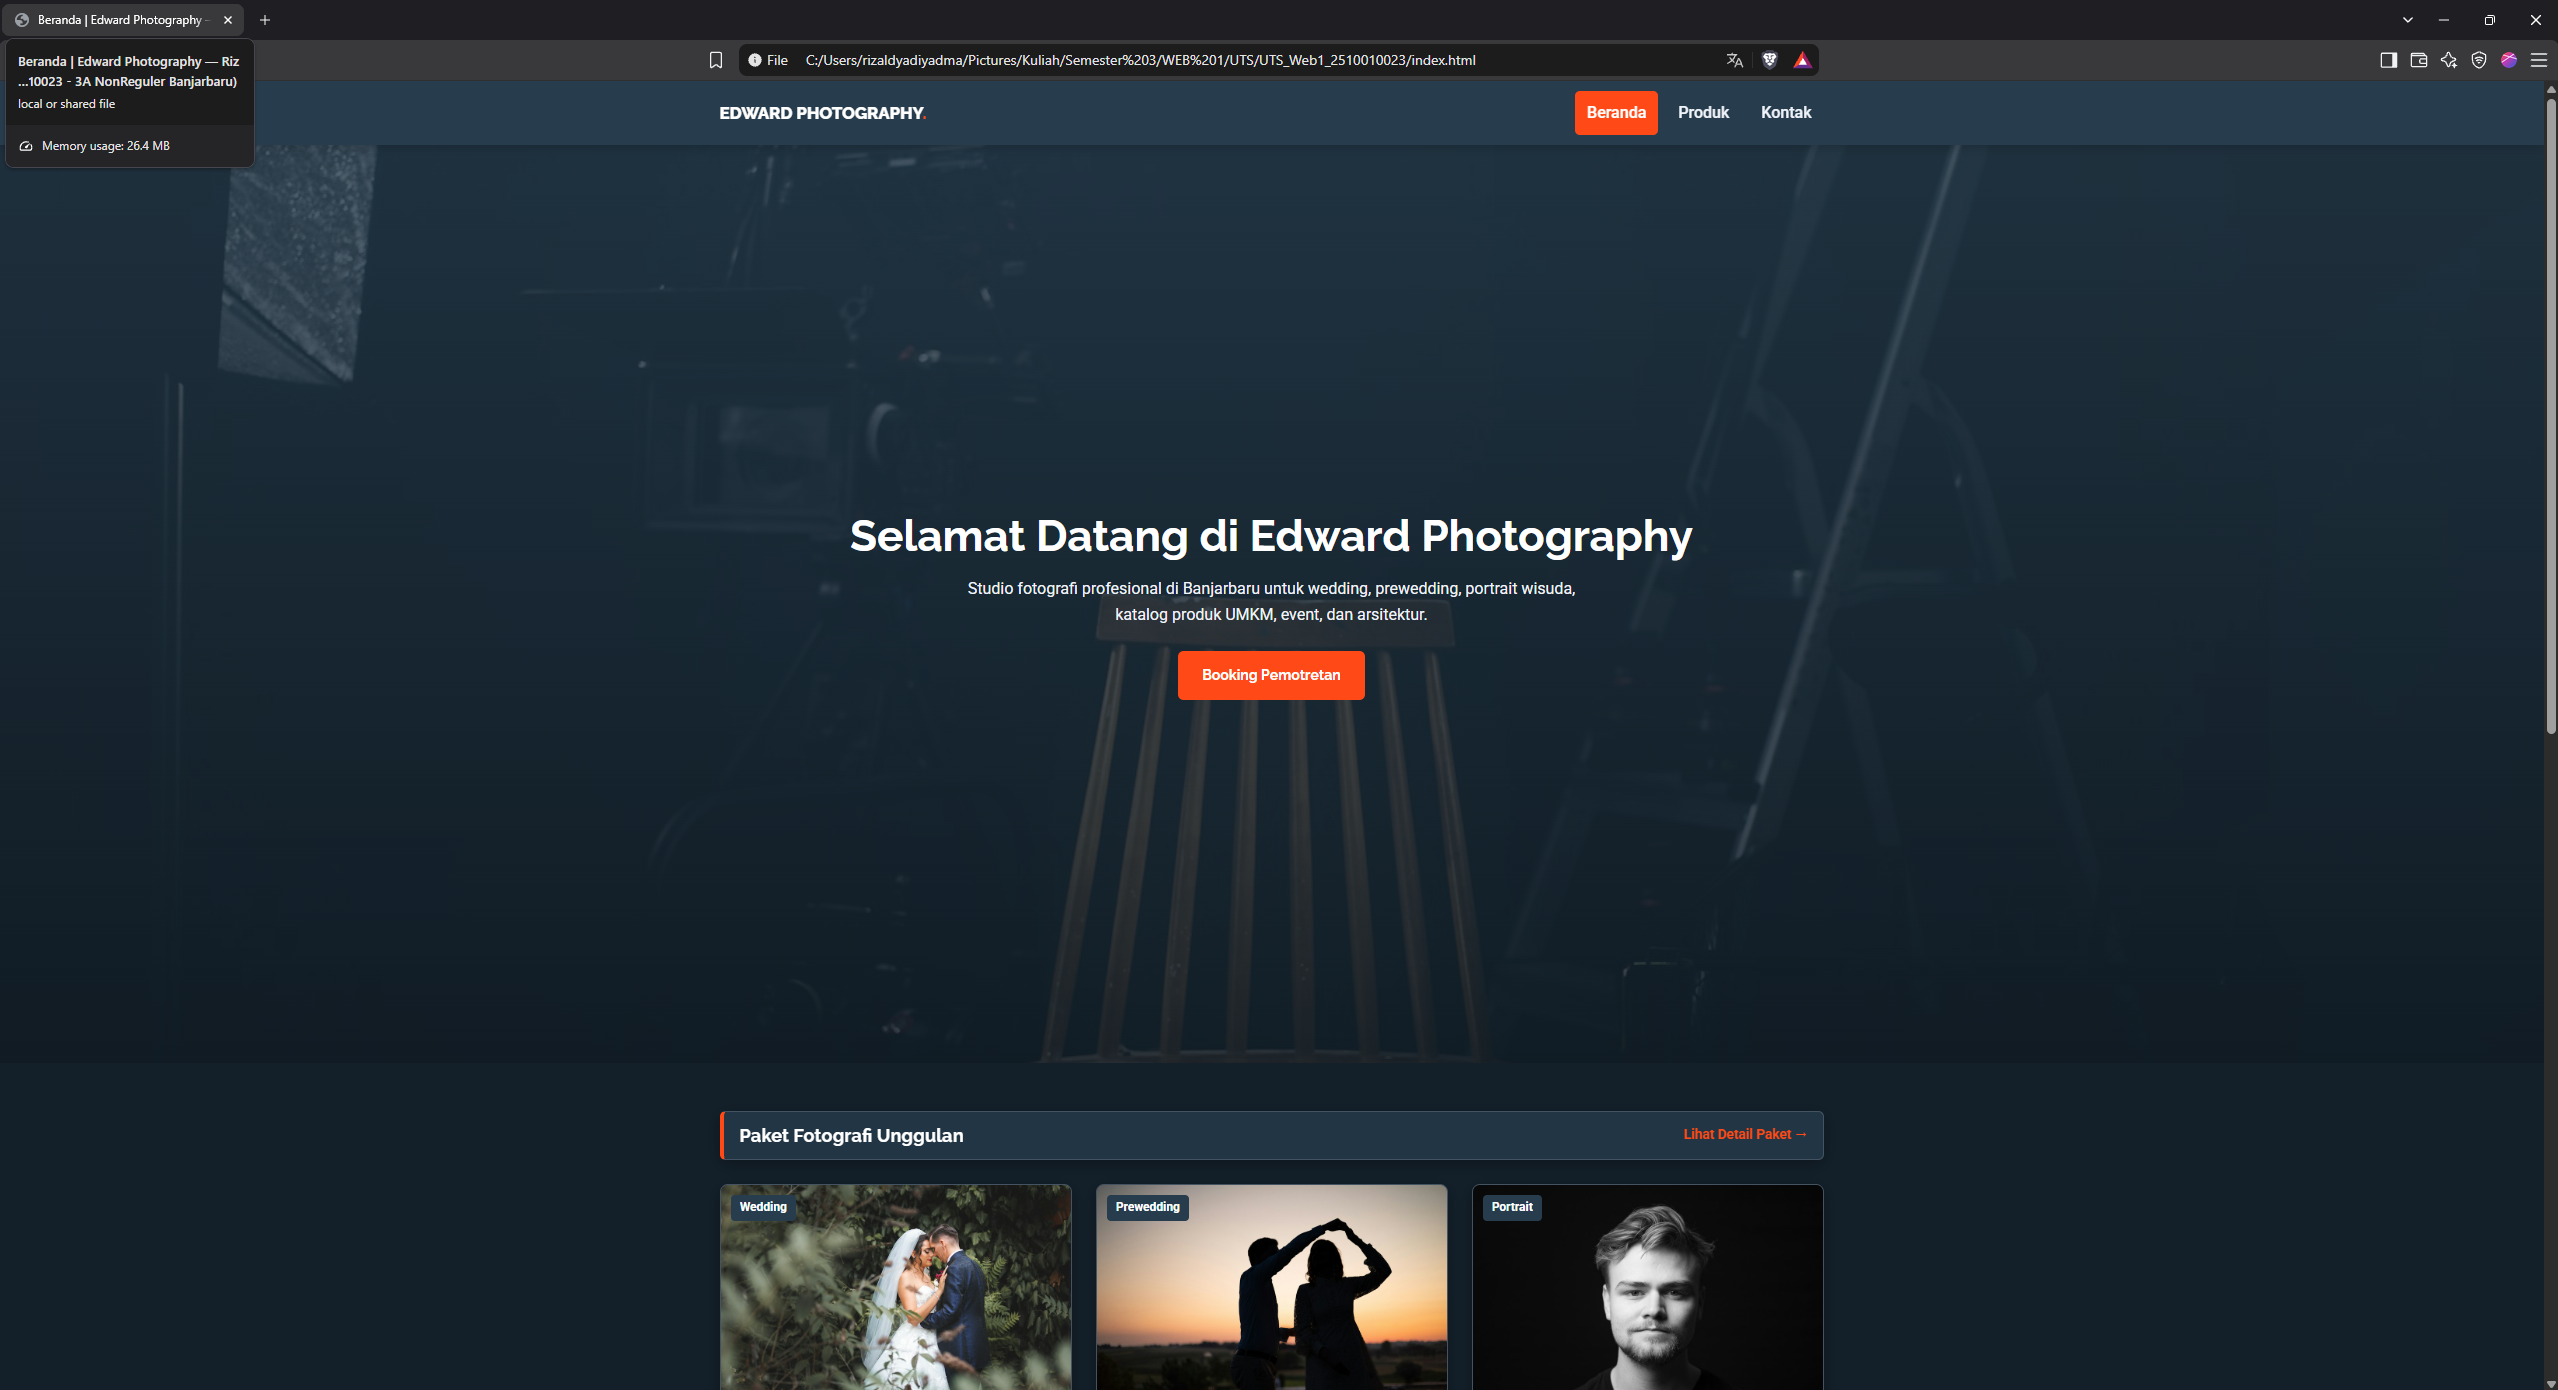 Beranda | Edward Photography -
Beranda | Edward Photography — Riz
...10023 - 3A NonReguler Banjarbaru)
local or shared file
Memory usage: 26.4 MB
File C:/Users/rizaldyadiyadma/Pictures/Kuliah/Semester%203/WEB%201/UTS/UTS_Web1_2510010023/index.html
EDWARD PHOTOGRAPHY.
Beranda Produk Kontak
Selamat Datang di Edward Photography
Studio fotografi profesional di Banjarbaru untuk wedding, prewedding, portrait wisuda,
katalog produk UMKM, event, dan arsitektur.
Booking Pemotretan
Paket Fotografi Unggulan
Lihat Detail Paket →
Wedding
Prewedding
Portrait